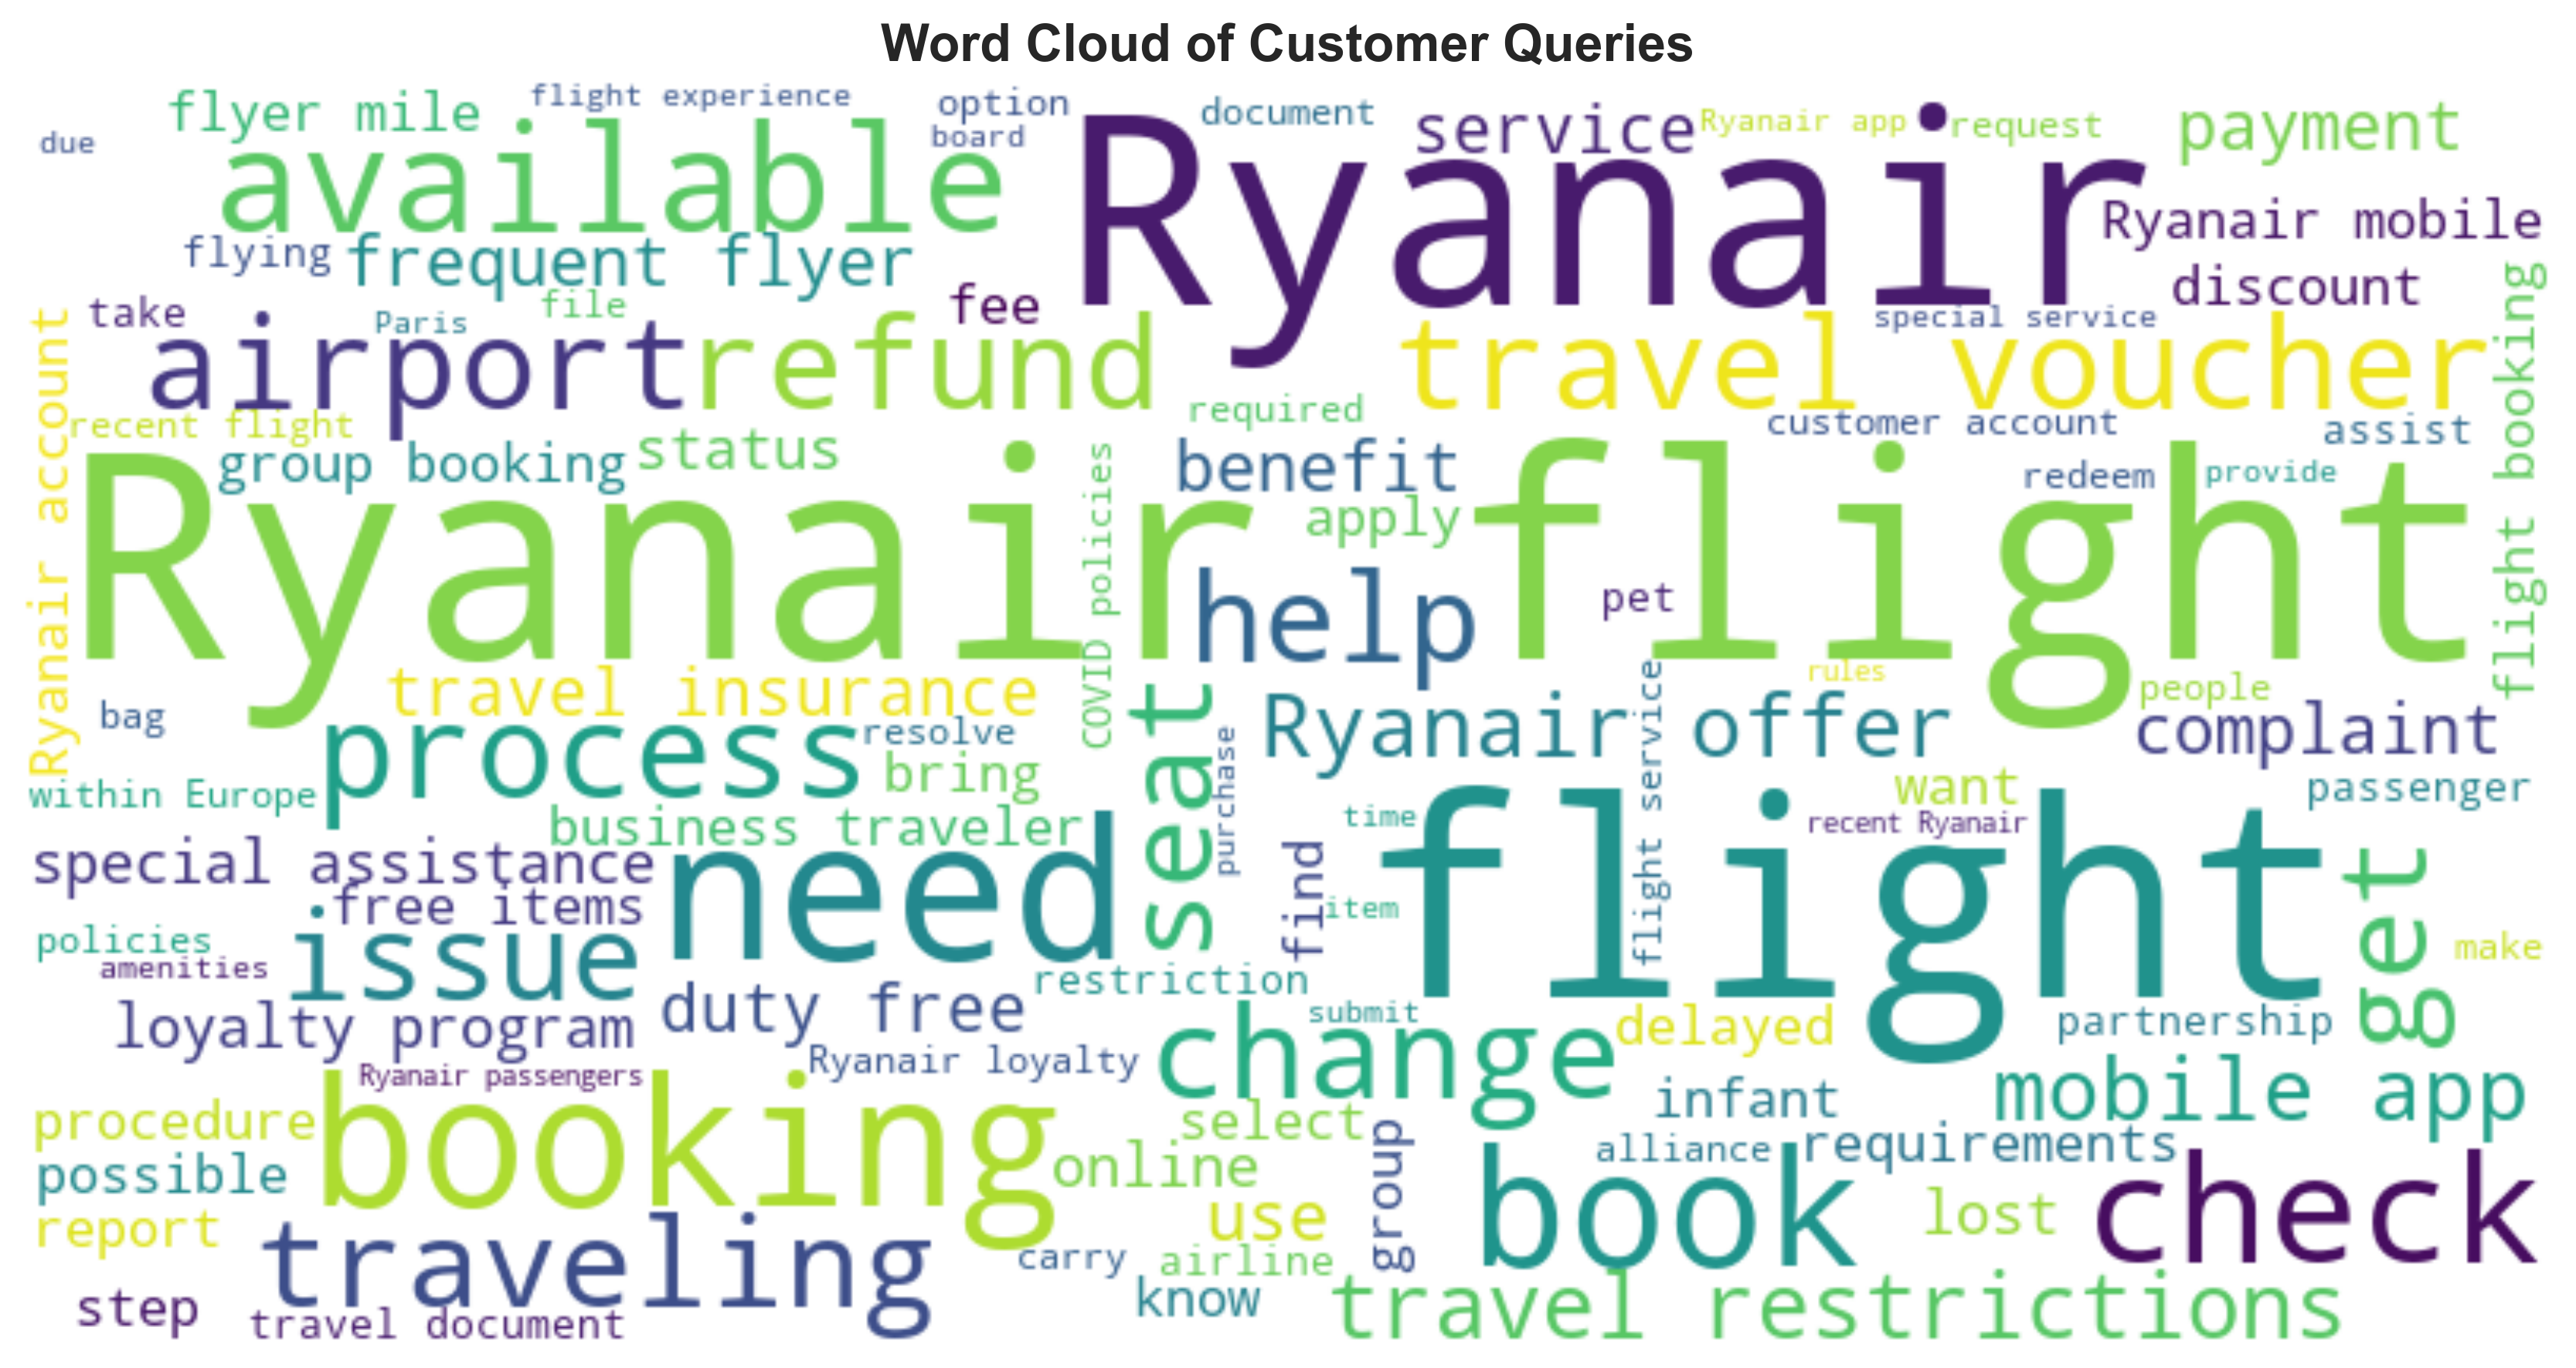 Word Cloud of Customer Queries
flyer mile
flight experience
option
document
service
Ryanair app
request
payment
due
available
board
Ryanair
Ryanair mobile
flying
frequent flyer
discount
take
Paris
file
fee
special service
airport
refund
travel voucher
Ryanair account
recent flight
required
customer account
assist
flight booking
group booking
status
benefit
redeem
provide
Ryanair flight
COVID policies
apply
help
pet
travel insurance
rules
people
bag
process
resolve
seat
Ryanair offer
flight service
complaint
within Europe
bring
purchase
want
passenger
business traveler
time
recent Ryanair
special assistance
need
find
flight
get
free items
item
policies
issue
make
amenities
restriction
loyalty program
duty free
submit
change
delayed
partnership
Ryanair passengers
Ryanair loyalty
infant
mobile app
procedure
booking
select
group
possible
online
alliance
requirements
report
use
book
lost
check
traveling
carry
airline
step
travel document
know
travel restrictions